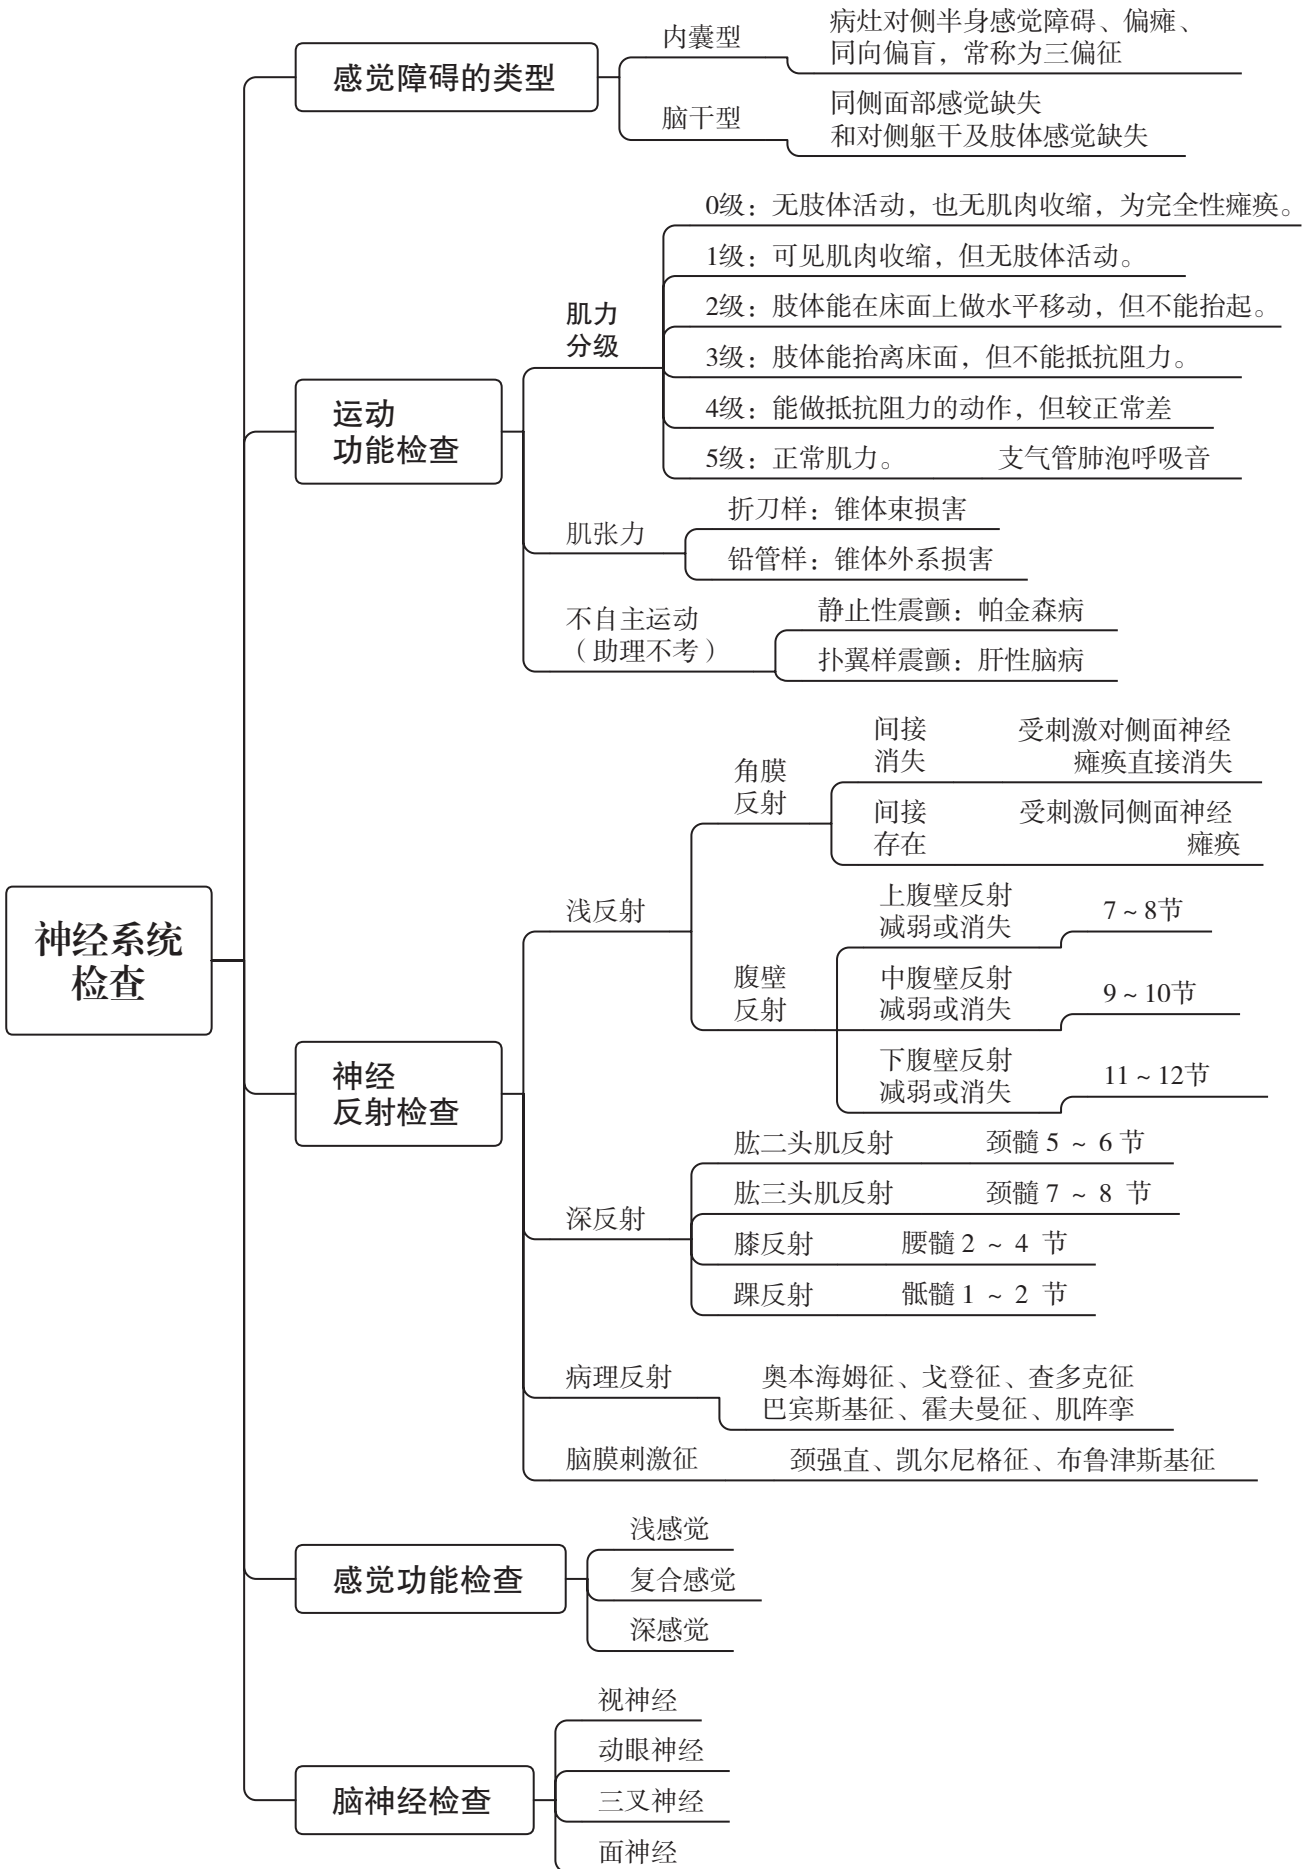 神经系统
检查
感觉障碍的类型
内囊型
病灶对侧半身感觉障碍、偏瘫、
同向偏盲，常称为三偏征
脑干型
同侧面部感觉缺失
和对侧躯干及肢体感觉缺失
运动
功能检查
肌力
分级
0级：无肢体活动，也无肌肉收缩，为完全性瘫痪。
1级：可见肌肉收缩，但无肢体活动。
2级：肢体能在床面上做水平移动，但不能抬起。
3级：肢体能抬离床面，但不能抵抗阻力。
4级：能做抵抗阻力的动作，但较正常差
5级：正常肌力。 支气管肺泡呼吸音
肌张力
折刀样：锥体束损害
铅管样：锥体外系损害
不自主运动
（助理不考）
静止性震颤：帕金森病
扑翼样震颤：肝性脑病
神经
反射检查
浅反射
角膜
反射
间接
消失
受刺激对侧面神经
瘫痪直接消失
间接
存在
受刺激同侧面神经
瘫痪
腹壁
反射
上腹壁反射
减弱或消失
7~8节
中腹壁反射
减弱或消失
9~10节
下腹壁反射
减弱或消失
11~12节
深反射
肱二头肌反射 颈髓 5 ~ 6 节
肱三头肌反射 颈髓 7 ~ 8 节
膝反射 腰髓 2 ~ 4 节
踝反射 骶髓 1 ~ 2 节
病理反射
奥本海姆征、戈登征、查多克征
巴宾斯基征、霍夫曼征、肌阵挛
脑膜刺激征 颈强直、凯尔尼格征、布鲁津斯基征
感觉功能检查
浅感觉
复合感觉
深感觉
脑神经检查
视神经
动眼神经
三叉神经
面神经